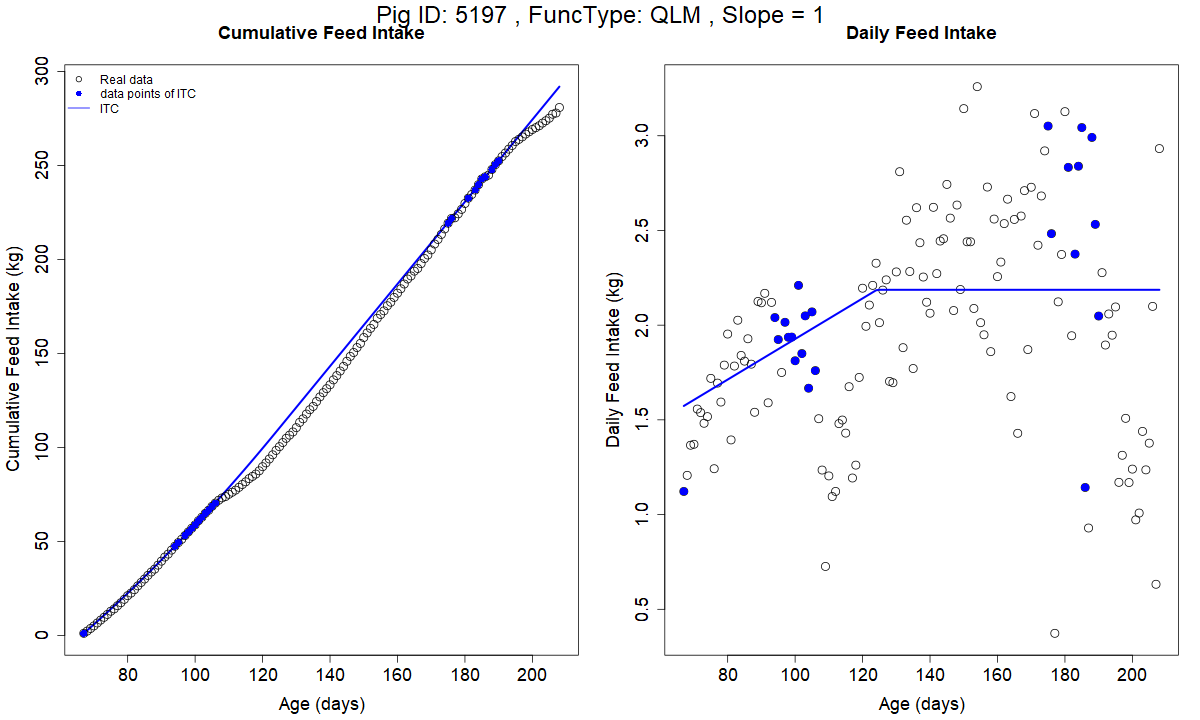 Pig ID: 5197 , FuncType: QLM , Slope = 1
Cumulative Feed Intake
Real data
data points of ITC
ITC
Cumulative Feed Intake (kg)
0 50 100 150 200 250 300
80 100 120 140 160 180 200
Age (days)
Daily Feed Intake
Daily Feed Intake (kg)
0.5 1.0 1.5 2.0 2.5 3.0
80 100 120 140 160 180 200
Age (days)